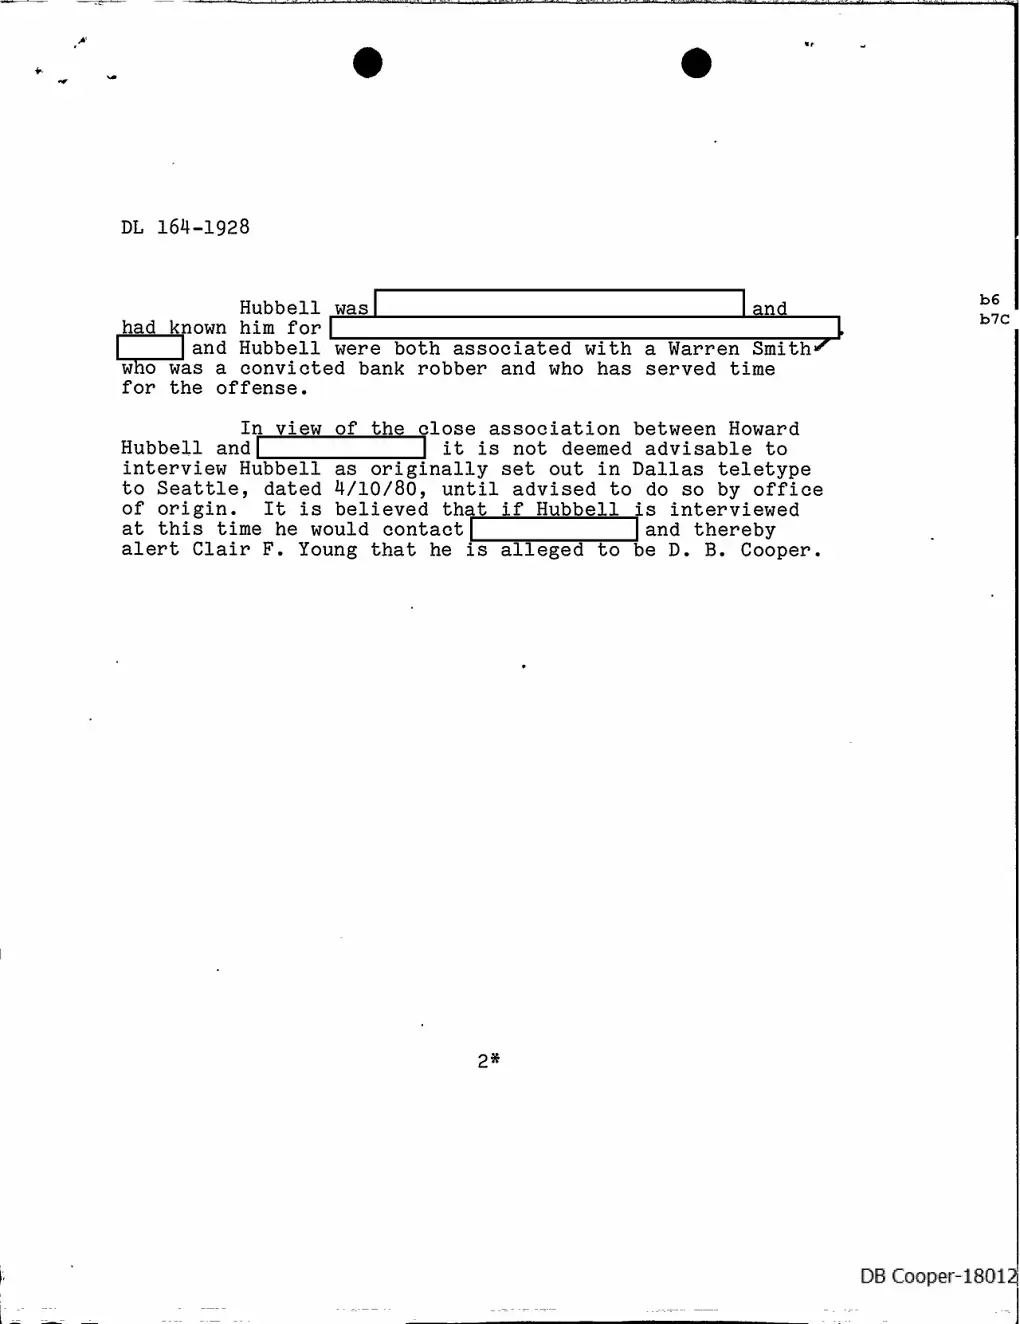 DL 164-1928
Hubbell was and
had known him for .
and Hubbell were both associated with a Warren Smith
who was a convicted bank robber and who has served time
for the offense.
In view of the close association between Howard
Hubbell and it is not deemed advisable to
interview Hubbell as originally set out in Dallas teletype
to Seattle, dated 4/10/80, until advised to do so by office
of origin. It is believed that if Hubbell is interviewed
at this time he would contact and thereby
alert Clair F. Young that he is alleged to be D. B. Cooper.
b6
b7C
2*
DB Cooper-18012